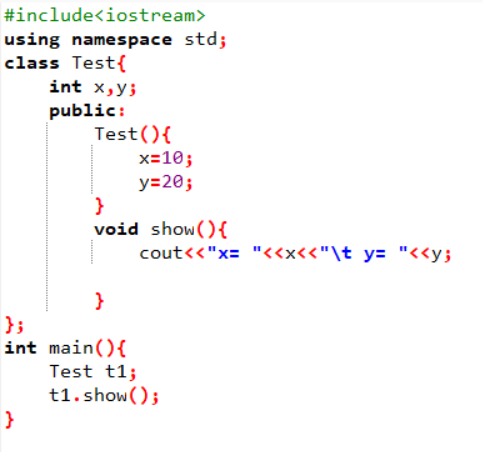 #include<iostream>
using namespace std;
class Test{
    int x,y;
    public:
        Test(){
            x=10;
            y=20;
        }
        void show(){
            cout<<"x= "<<x<<"\t y= "<<y;
        }
};
int main(){
    Test t1;
    t1.show();
}